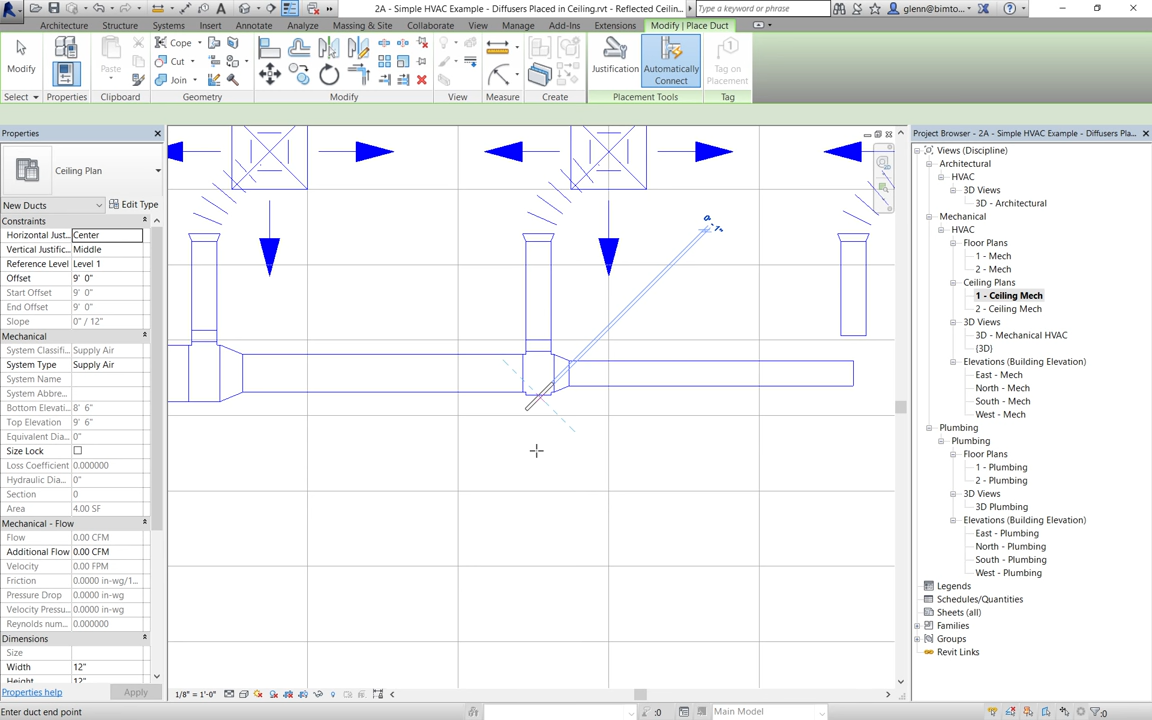 2A - Simple HVAC Example - Diffusers Placed in Ceiling.rvt - Reflected Ceilin...
Type a keyword or phrase
glenn@bimto...
Architecture Structure Systems Insert Annotate Analyze Massing & Site Collaborate View Manage Add-Ins Extensions Modify | Place Duct
Modify
Paste
Cope
Cut
Join
Justification
Automatically Connect
Tag on Placement
Select Properties Clipboard Geometry Modify View Measure Create Placement Tools Tag
Properties
Ceiling Plan
New Ducts Edit Type
Constraints
Horizontal Just... Center
Vertical Justific... Middle
Reference Level Level 1
Offset 9' 0"
Start Offset 9' 0"
End Offset 9' 0"
Slope 0" / 12"
Mechanical
System Classifi... Supply Air
System Type Supply Air
System Name
System Abbre...
Bottom Elevati... 8' 6"
Top Elevation 9' 6"
Equivalent Dia... 0"
Size Lock
Loss Coefficient 0.000000
Hydraulic Dia... 0"
Section 0
Area 4.00 SF
Mechanical - Flow
Flow 0.00 CFM
Additional Flow 0.00 CFM
Velocity 0.00 FPM
Friction 0.0000 in-wg/1...
Pressure Drop 0.0000 in-wg
Velocity Pressu... 0.0000 in-wg
Reynolds num... 0.000000
Dimensions
Size
Width 12"
Height 12"
Properties help Apply
1/8" = 1'-0"
Enter duct end point
:0
Main Model
:0
Project Browser - 2A - Simple HVAC Example - Diffusers Pla...
Views (Discipline)
Architectural
HVAC
3D Views
3D - Architectural
Mechanical
HVAC
Floor Plans
1 - Mech
2 - Mech
Ceiling Plans
1 - Ceiling Mech
2 - Ceiling Mech
3D Views
3D - Mechanical HVAC
{3D}
Elevations (Building Elevation)
East - Mech
North - Mech
South - Mech
West - Mech
Plumbing
Plumbing
Floor Plans
1 - Plumbing
2 - Plumbing
3D Views
3D Plumbing
Elevations (Building Elevation)
East - Plumbing
North - Plumbing
South - Plumbing
West - Plumbing
Legends
Schedules/Quantities
Sheets (all)
Families
Groups
Revit Links